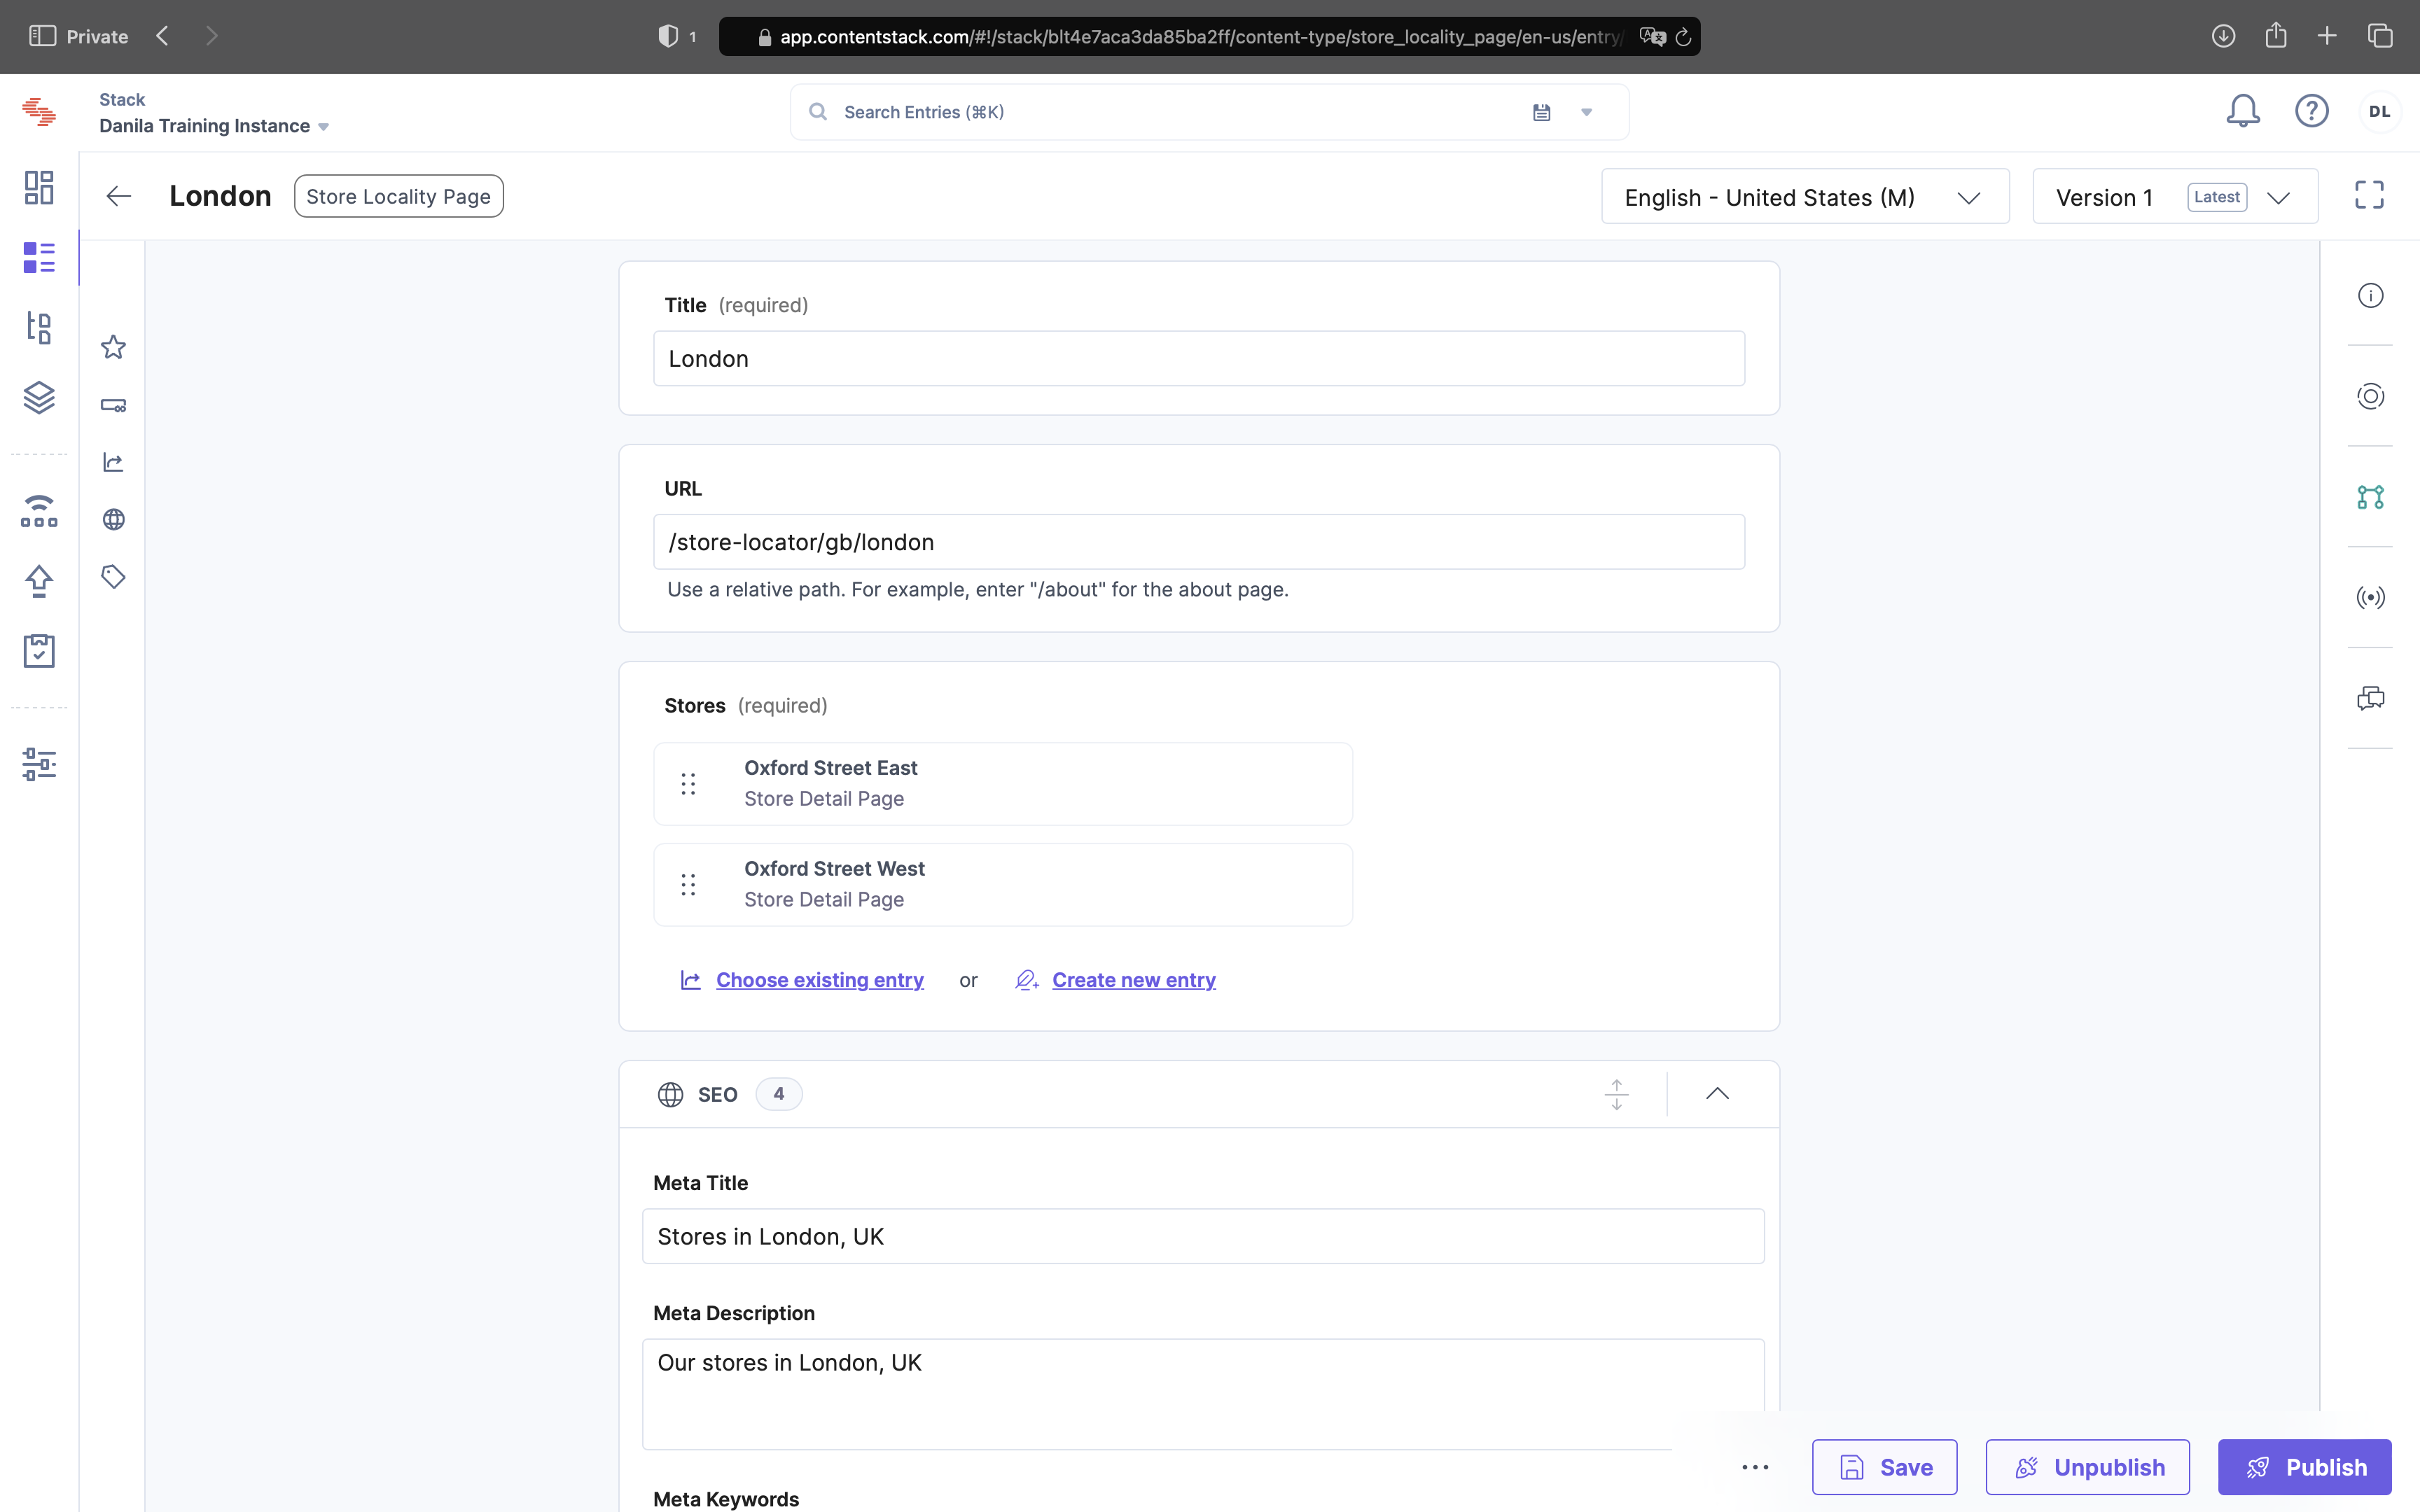 Private
1
app.contentstack.com/#!/stack/blt4e7aca3da85ba2ff/content-type/store_locality_page/en-us/entry/
Stack
Danila Training Instance
Search Entries (⌘K)
DL
London
Store Locality Page
English - United States (M)
Version 1
Latest
Title (required)
London
URL
/store-locator/gb/london
Use a relative path. For example, enter "/about" for the about page.
Stores (required)
Oxford Street East
Store Detail Page
Oxford Street West
Store Detail Page
Choose existing entry or Create new entry
SEO 4
Meta Title
Stores in London, UK
Meta Description
Our stores in London, UK
Meta Keywords
Save
Unpublish
Publish